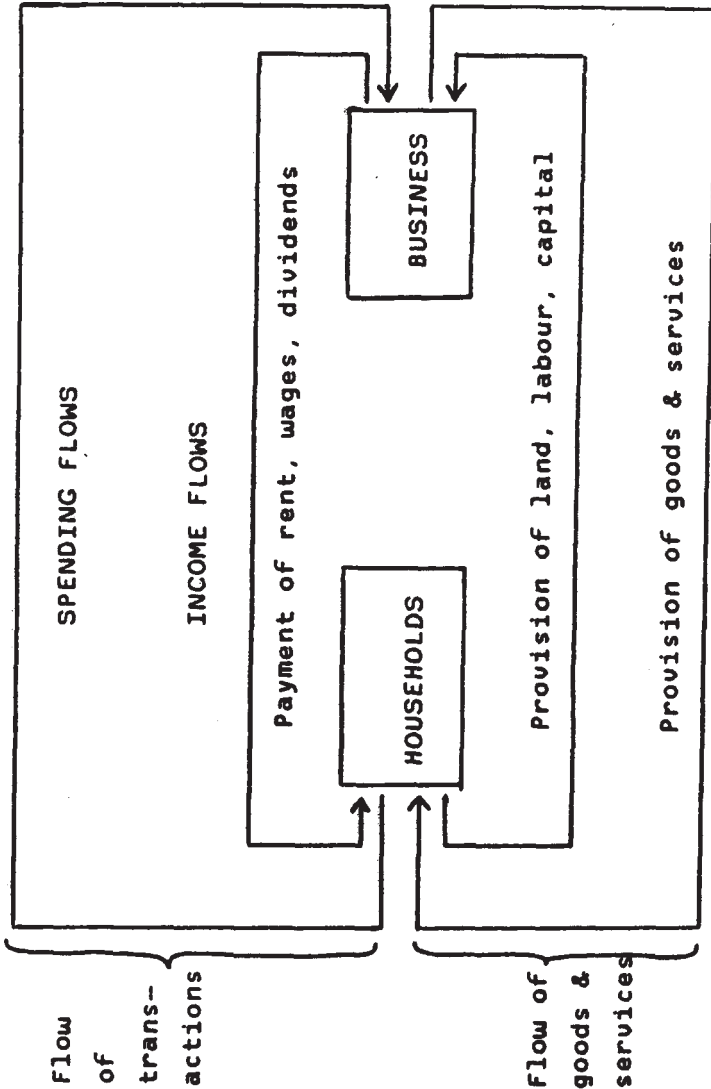 Flow
of
trans-
actions
SPENDING FLOWS
INCOME FLOWS
Payment of rent, wages, dividends
HOUSEHOLDS
BUSINESS
Flow of
goods &
services
Provision of land, labour, capital
Provision of goods & services